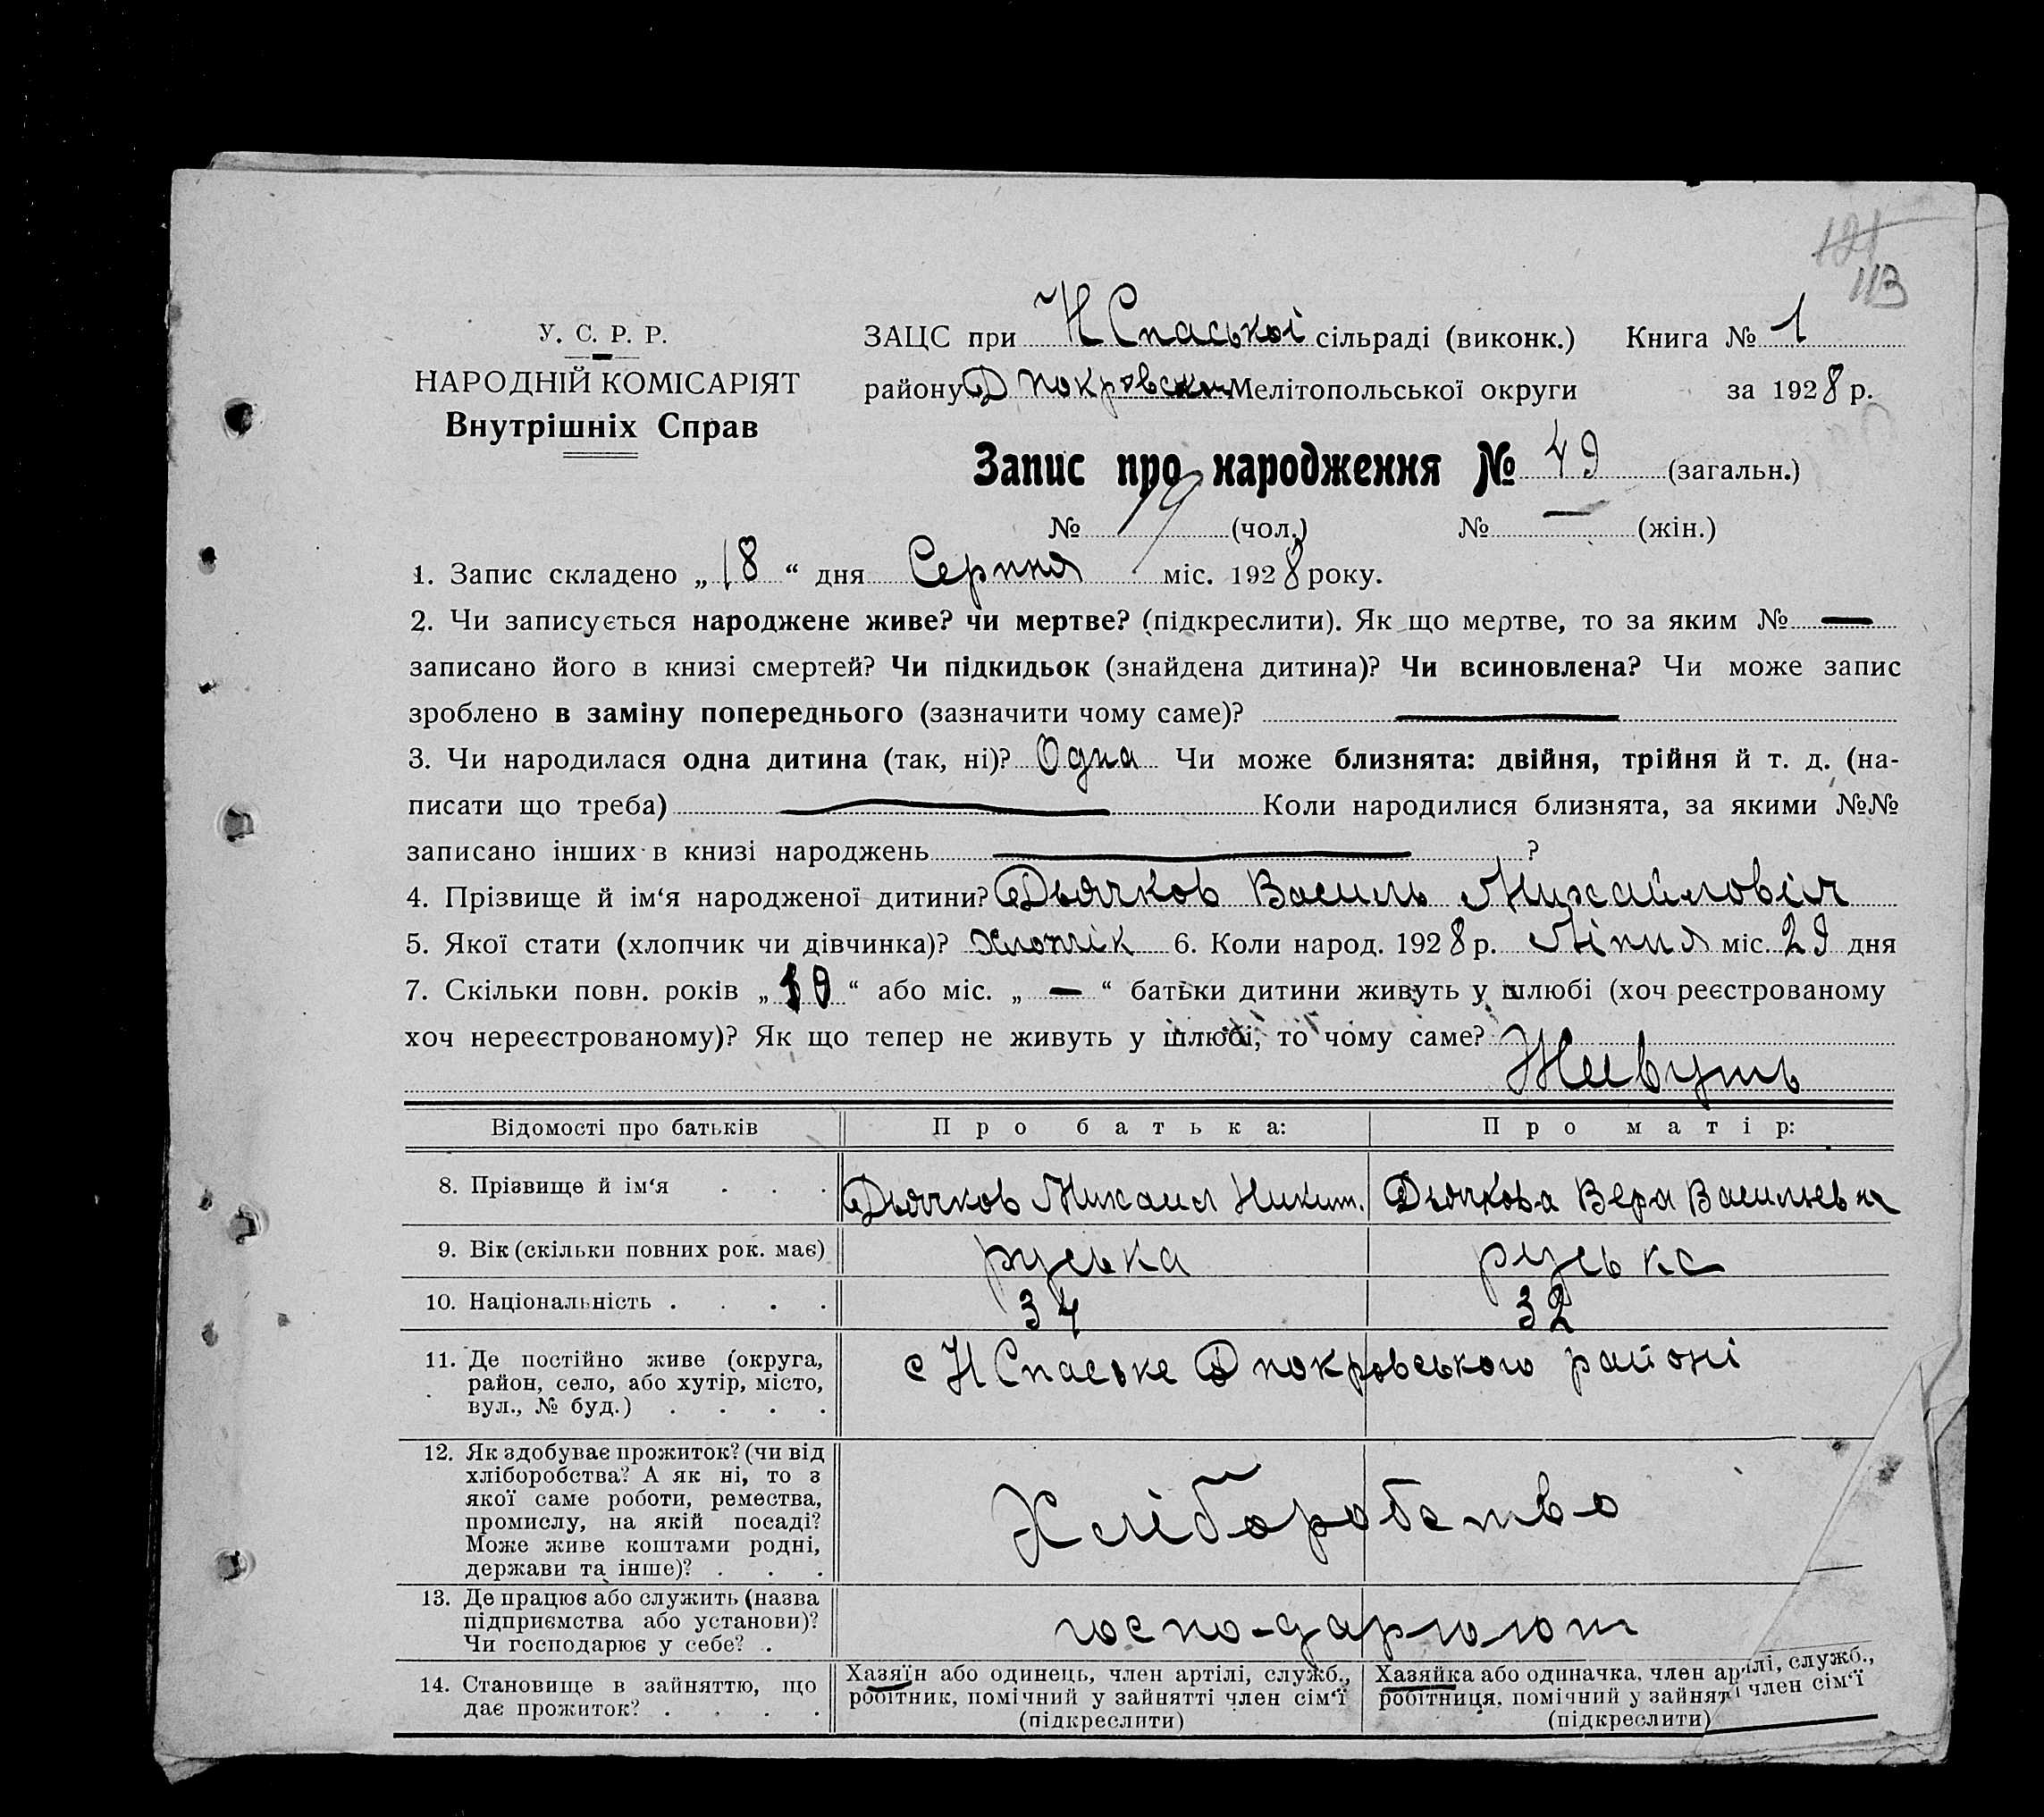 121
113
У. С. Р. Р.
НАРОДНІЙ КОМІСАРІЯТ
Внутрішніх Справ
ЗАЦС при Н Спаської сільраді (виконк.) Книга № 1
району Д покровськ Мелітопольської округи за 1928 р.
Запис про народження № 49 (загальн.)
№ 19 (чол.) № — (жін.)
1. Запис складено „18“ дня Серпня міс. 1928 року.
2. Чи записується народжене живе? чи мертве? (підкреслити). Як що мертве, то за яким № —
записано його в книзі смертей? Чи підкидьок (знайдена дитина)? Чи всиновлена? Чи може запис
зроблено в заміну попереднього (зазначити чому саме)? —
3. Чи народилася одна дитина (так, ні)? Одна Чи може близнята: двійня, трійня й т. д. (на-
писати що треба) — Коли народилися близнята, за якими №№
записано інших в книзі народжень — ?
4. Прізвище й ім‘я народженої дитини? Дьячков Василь Михайловіч
5. Якої стати (хлопчик чи дівчинка)? хлопчік 6. Коли народ. 1928 р. Ліпня міс. 29 дня
7. Скільки повн. років „10“ або міс. „—“ батьки дитини живуть у шлюбі (хоч реєстрованому
хоч нереєстрованому)? Як що тепер не живуть у шлюбі, то чому саме?
Живуть
Відомості про батьків Про батька: Про матір:
8. Прізвище й ім‘я . . . Дьячков Михаил Никит. Дьячкова Вера Васильевна
9. Вік (скільки повних рок. має) руська руська
10. Національність . . . . 34 32
11. Де постійно живе (округа,
район, село, або хутір, місто,
вул., № буд.) . . . .
с Н Спаське Д покровського районі
12. Як здобуває прожиток? (чи від
хліборобства? А як ні, то з
якої саме роботи, ремества,
промислу, на якій посаді?
Може живе коштами родні,
держави та інше)? . . .
Хліборобство
13. Де працює або служить (назва
підприємства або установи)?
Чи господарює у себе? .
госпо-дарюють
14. Становище в зайняттю, що
дає прожиток? . . . .
Хазяїн або одинець, член артілі, служб.,
робітник, помічний у зайнятті член сім‘ї
(підкреслити)
Хазяйка або одиначка, член артілі, служб.,
робітниця, помічний у зайняті член сім‘ї
(підкреслити)